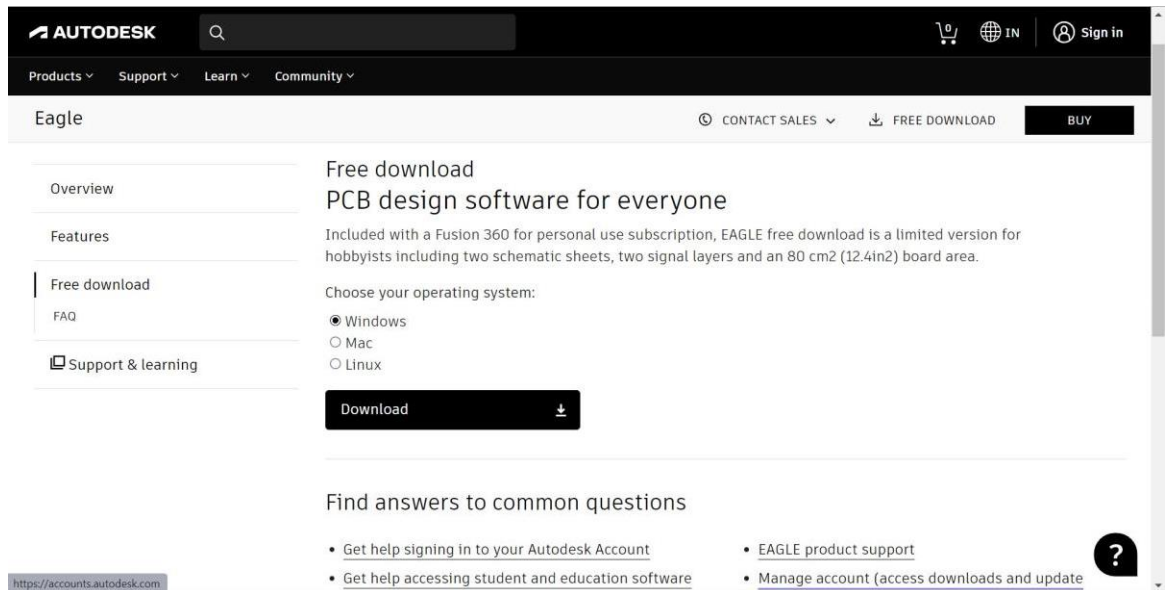 AUTODESK
0
IN
Sign in
Products
Support
Learn
Community
Eagle
CONTACT SALES
FREE DOWNLOAD
BUY
Overview
Features
Free download
FAQ
Support & learning
Free download
PCB design software for everyone
Included with a Fusion 360 for personal use subscription, EAGLE free download is a limited version for
hobbyists including two schematic sheets, two signal layers and an 80 cm2 (12.4in2) board area.
Choose your operating system:
Windows
Mac
Linux
Download
Find answers to common questions
Get help signing in to your Autodesk Account
Get help accessing student and education software
EAGLE product support
Manage account (access downloads and update
?
https://accounts.autodesk.com